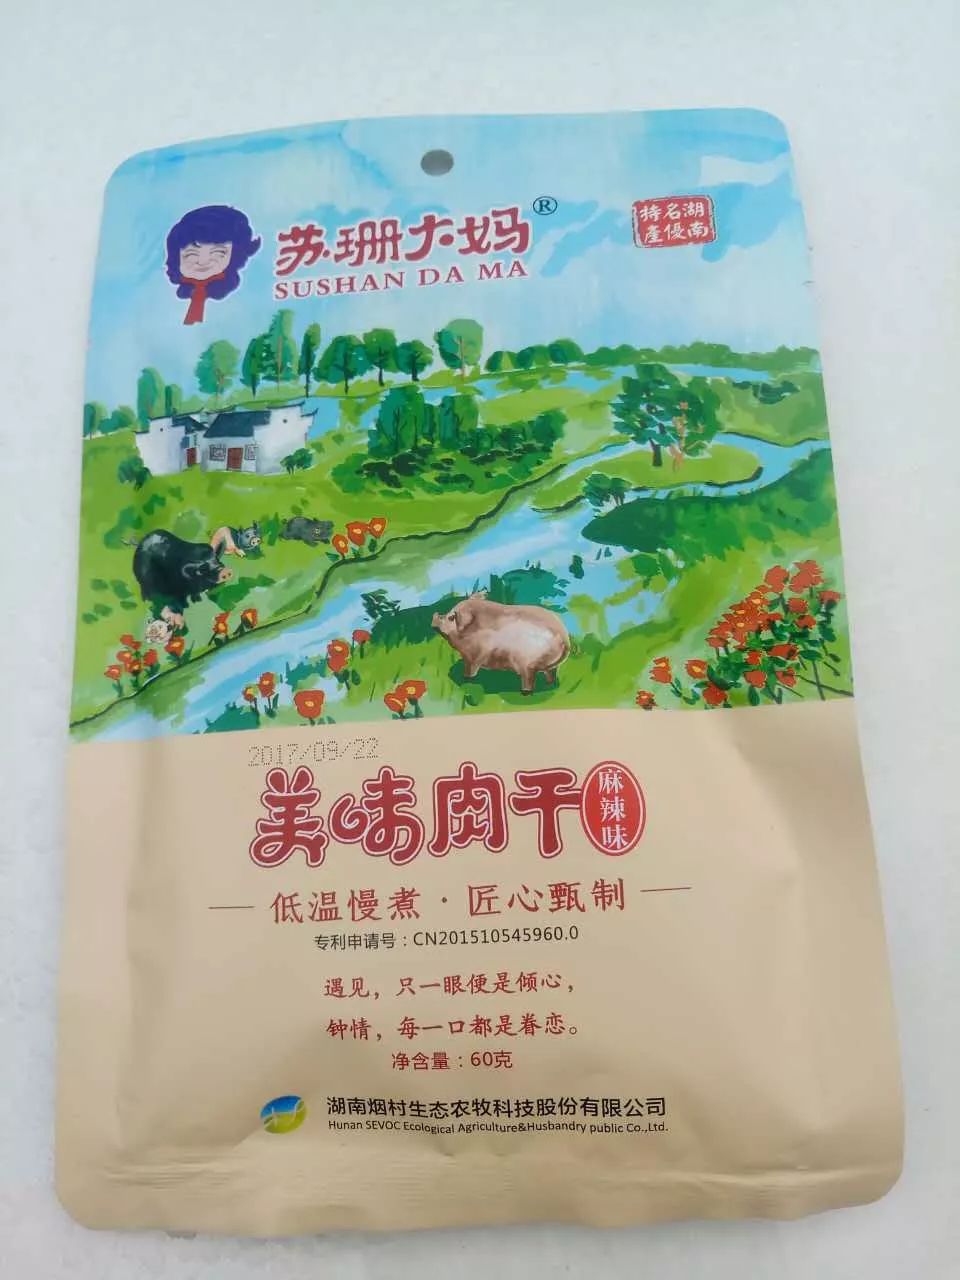 苏珊大妈®
SUSHAN DA MA
湖南
名優
特產
2017/09/22
美味肉干
麻辣味
低温慢煮·匠心甄制
专利申请号：CN201510545960.0
遇见，只一眼便是倾心，
钟情，每一口都是眷恋。
净含量：60克
湖南烟村生态农牧科技股份有限公司
Hunan SEVOC Ecological Agriculture&Husbandry public Co.,Ltd.